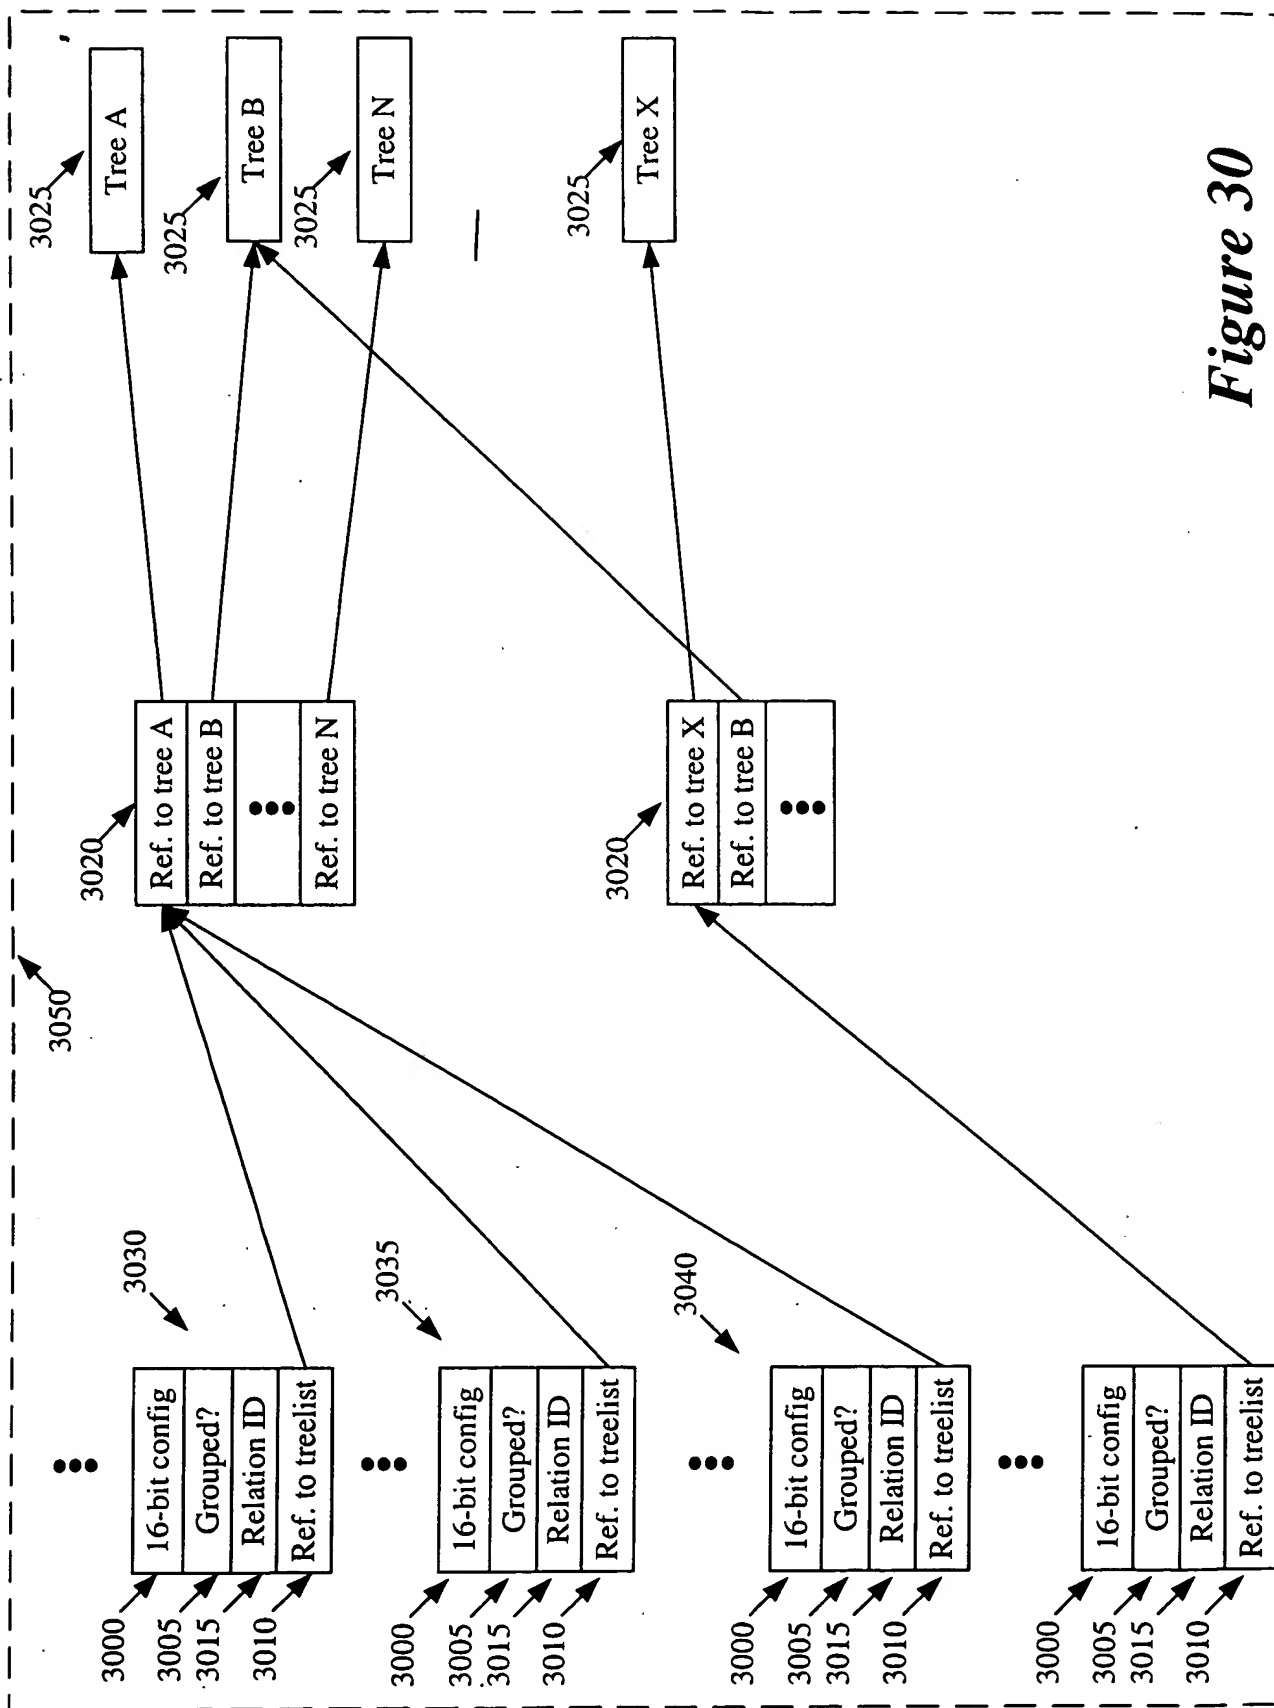 3050
3000
3005
3015
3010
16-bit config
Grouped?
Relation ID
Ref. to treelist
3030
3000
3005
3015
3010
16-bit config
Grouped?
Relation ID
Ref. to treelist
3035
3000
3005
3015
3010
16-bit config
Grouped?
Relation ID
Ref. to treelist
3040
3000
3005
3015
3010
16-bit config
Grouped?
Relation ID
Ref. to treelist
3020
Ref. to tree A
Ref. to tree B
Ref. to tree N
3020
Ref. to tree X
Ref. to tree B
3025
Tree A
3025
Tree B
3025
Tree N
3025
Tree X
Figure 30